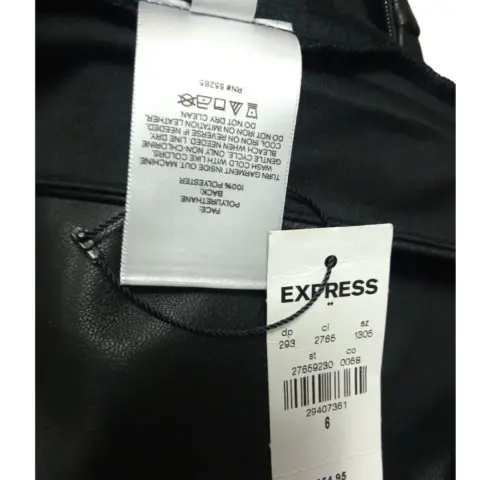 FACE:
POLYURETHANE
BACK:
100% POLYESTER
TURN GARMENT INSIDE OUT. MACHINE
WASH COLD WITH LIKE COLORS
GENTLE CYCLE. ONLY NON-CHLORINE
BLEACH WHEN NEEDED. LINE DRY.
COOL IRON ON REVERSE IF NEEDED.
DO NOT IRON ON IMITATION LEATHER.
DO NOT DRY CLEAN.
RN# 55285
EXPRESS
dp cl sz
293 2765 1305
st co
27659230 0058
29407361
6